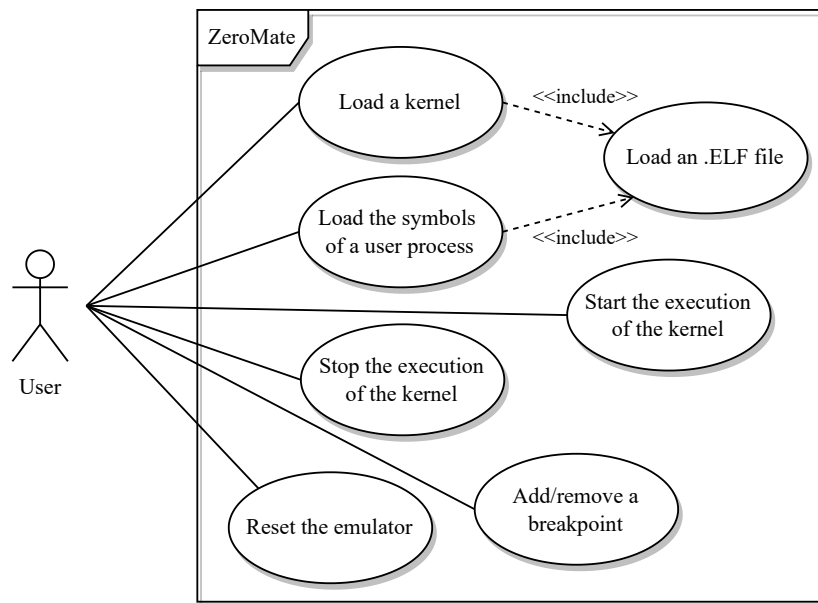 ZeroMate
Load a kernel
<<include>>
Load an .ELF file
Load the symbols
of a user process
<<include>>
Start the execution
of the kernel
User
Stop the execution
of the kernel
Add/remove a
breakpoint
Reset the emulator